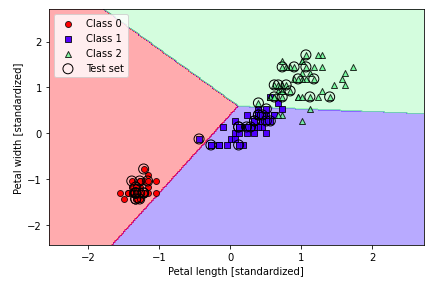 Class 0
Class 1
Class 2
Test set
Petal width [standardized]
2
1
0
−1
−2
−2
−1
0
1
2
Petal length [standardized]